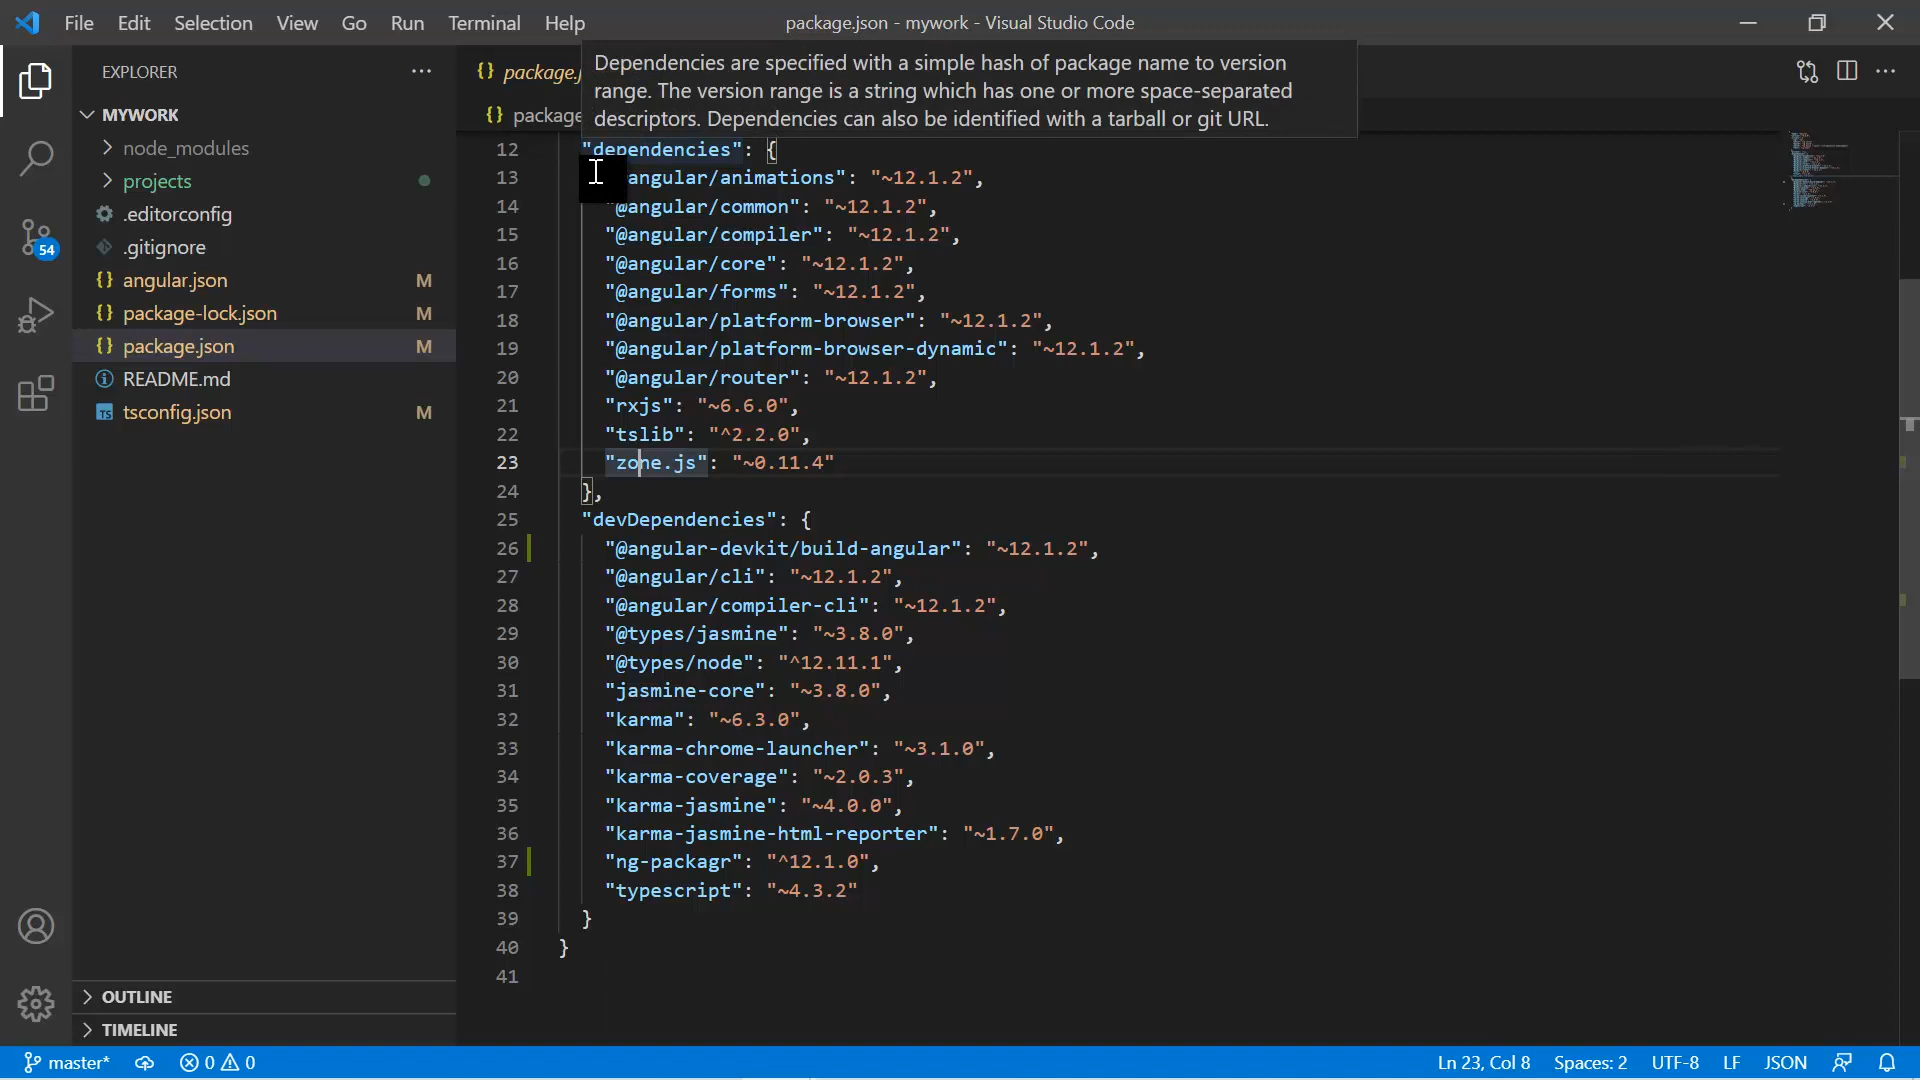 File Edit Selection View Go Run Terminal Help package.json - mywork - Visual Studio Code
EXPLORER
MYWORK
node_modules
projects
.editorconfig
.gitignore
angular.json M
package-lock.json M
package.json M
README.md
TS tsconfig.json M
54
OUTLINE
TIMELINE
{} package.j
{} package
Dependencies are specified with a simple hash of package name to version
range. The version range is a string which has one or more space-separated
descriptors. Dependencies can also be identified with a tarball or git URL.
12 "dependencies": {
13 angular/animations": "~12.1.2",
14 "@angular/common": "~12.1.2",
15 "@angular/compiler": "~12.1.2",
16 "@angular/core": "~12.1.2",
17 "@angular/forms": "~12.1.2",
18 "@angular/platform-browser": "~12.1.2",
19 "@angular/platform-browser-dynamic": "~12.1.2",
20 "@angular/router": "~12.1.2",
21 "rxjs": "~6.6.0",
22 "tslib": "^2.2.0",
23 "zone.js": "~0.11.4"
24 },
25 "devDependencies": {
26 "@angular-devkit/build-angular": "~12.1.2",
27 "@angular/cli": "~12.1.2",
28 "@angular/compiler-cli": "~12.1.2",
29 "@types/jasmine": "~3.8.0",
30 "@types/node": "^12.11.1",
31 "jasmine-core": "~3.8.0",
32 "karma": "~6.3.0",
33 "karma-chrome-launcher": "~3.1.0",
34 "karma-coverage": "~2.0.3",
35 "karma-jasmine": "~4.0.0",
36 "karma-jasmine-html-reporter": "~1.7.0",
37 "ng-packagr": "^12.1.0",
38 "typescript": "~4.3.2"
39 }
40 }
41
master* 0 0 Ln 23, Col 8 Spaces: 2 UTF-8 LF JSON